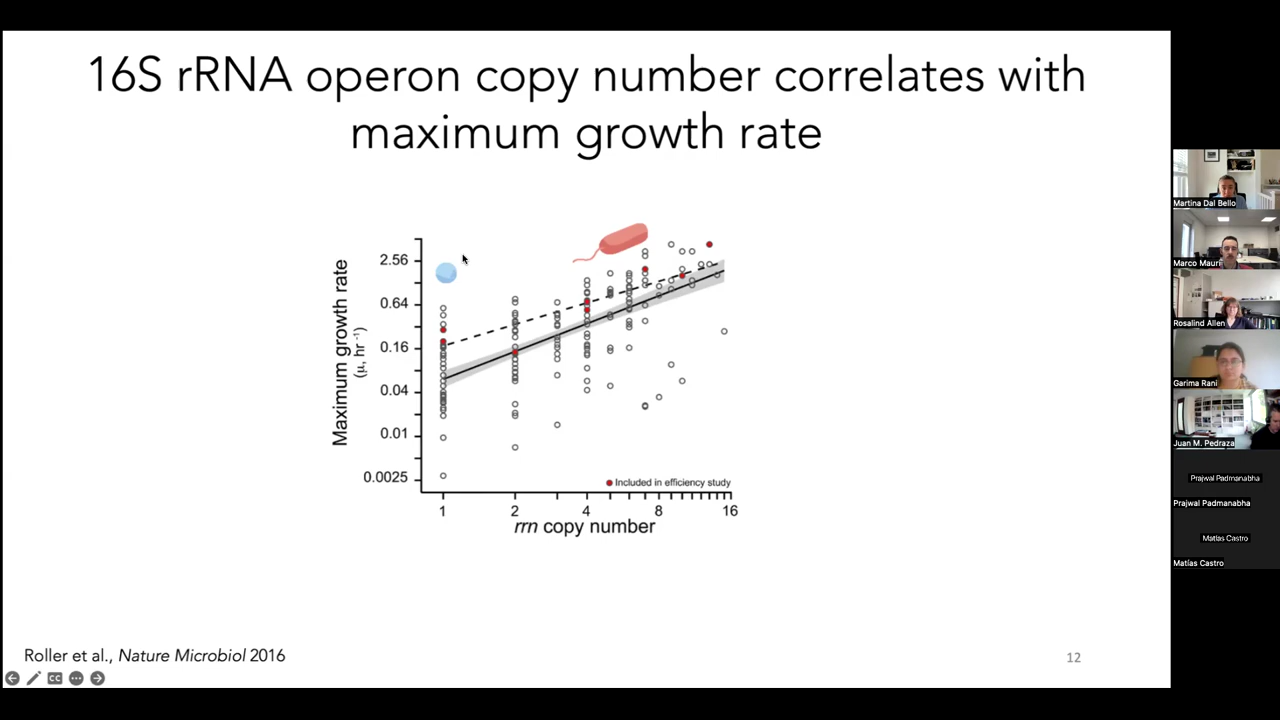 16S rRNA operon copy number correlates with
maximum growth rate
Maximum growth rate
(μ, hr⁻¹)
2.56
0.64
0.16
0.04
0.01
0.0025
Included in efficiency study
1 2 4 8 16
rrn copy number
Roller et al., Nature Microbiol 2016
12
CC
Martina Dal Bello
Marco Mauri
Rosalind Allen
Garima Rani
Juan M. Pedraza
Prajwal Padmanabha
Prajwal Padmanabha
Matías Castro
Matías Castro